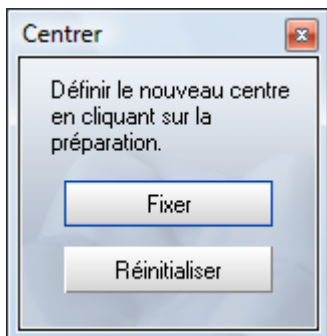 Centrer
Définir le nouveau centre
en cliquant sur la
préparation.
Fixer
Réinitialiser